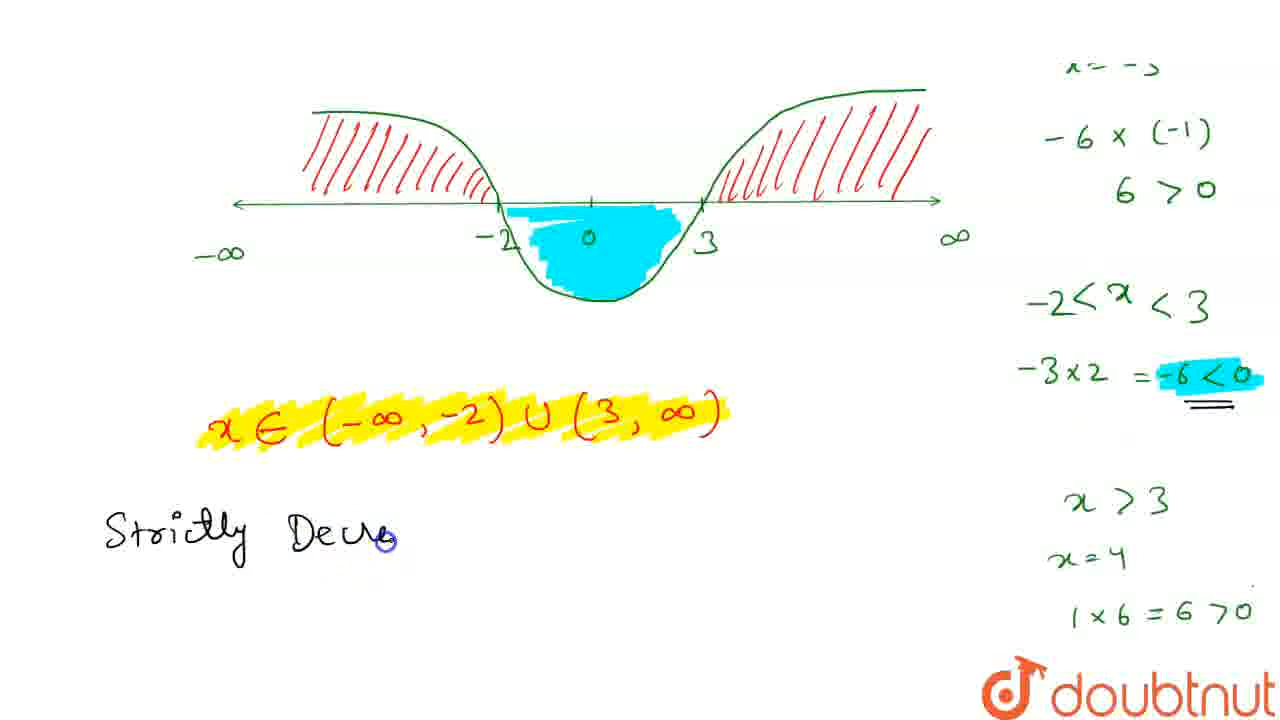 -∞ -2 0 3 ∞
x ∈ (-∞, -2) ∪ (3, ∞)
Strictly Decre
x = -3
-6 × (-1)
6 > 0
-2 < x < 3
-3×2 = -6 < 0
x > 3
x = 4
1 × 6 = 6 > 0
doubtnut